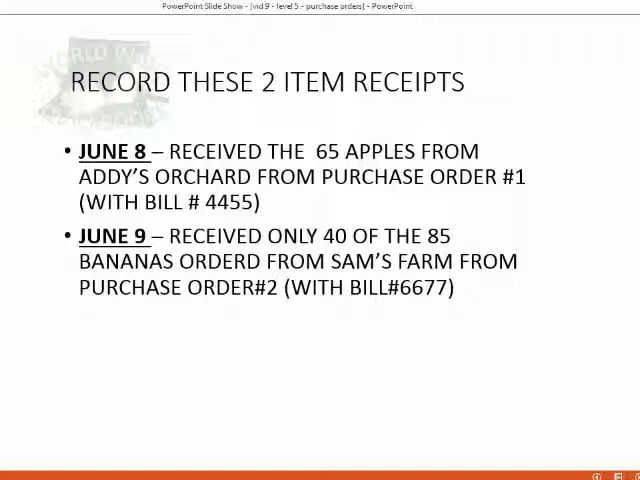 PowerPoint Slide Show - [vid 9 - level 5 - purchase orders] - PowerPoint
RECORD THESE 2 ITEM RECEIPTS
• JUNE 8 – RECEIVED THE  65 APPLES FROM
ADDY'S ORCHARD FROM PURCHASE ORDER #1
(WITH BILL # 4455)
• JUNE 9 – RECEIVED ONLY 40 OF THE 85
BANANAS ORDERD FROM SAM'S FARM FROM
PURCHASE ORDER#2 (WITH BILL#6677)